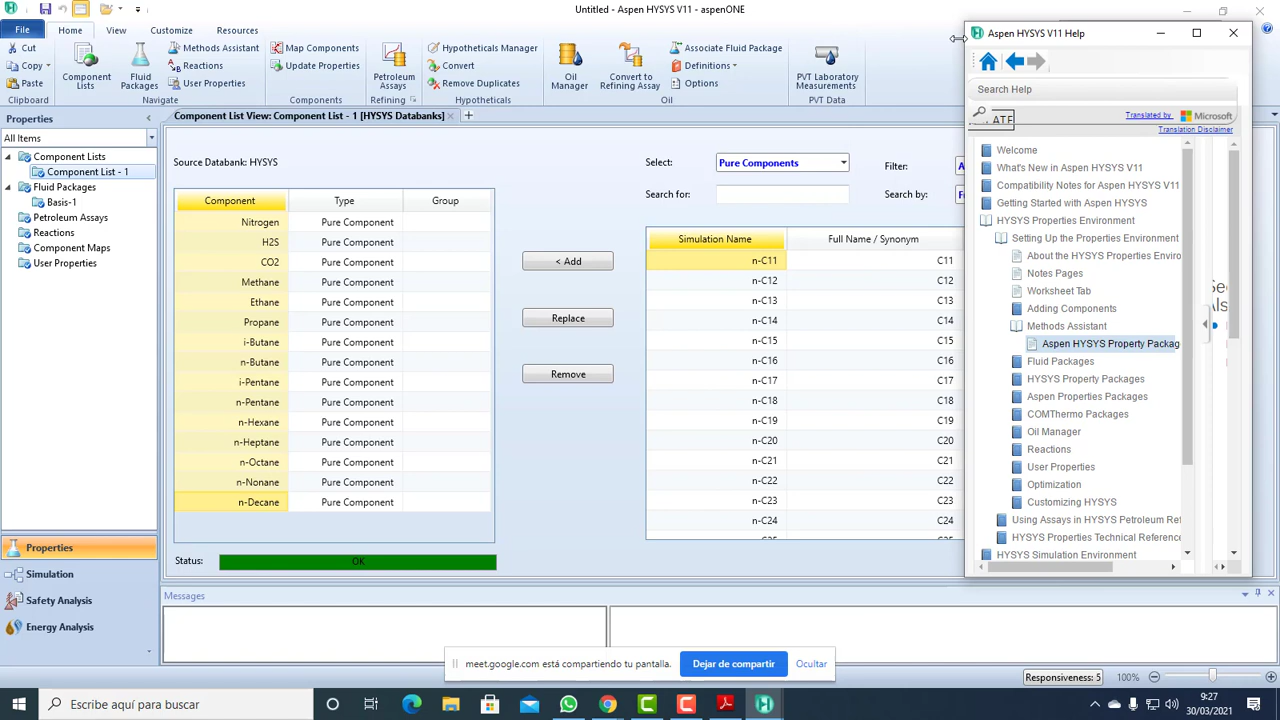 Untitled - Aspen HYSYS V11 - aspenONE
File
Home
View
Customize
Resources
Cut
Copy
Paste
Clipboard
Component Lists
Fluid Packages
Methods Assistant
Reactions
User Properties
Navigate
Map Components
Update Properties
Components
Petroleum Assays
Refining
Hypotheticals Manager
Convert
Remove Duplicates
Hypotheticals
Oil Manager
Convert to Refining Assay
Associate Fluid Package
Definitions
Options
Oil
PVT Laboratory Measurements
PVT Data
Properties
All Items
Component Lists
Component List - 1
Fluid Packages
Basis-1
Petroleum Assays
Reactions
Component Maps
User Properties
Properties
Simulation
Safety Analysis
Energy Analysis
Component List View: Component List - 1 [HYSYS Databanks]
Source Databank: HYSYS
Component Type Group
Nitrogen Pure Component
H2S Pure Component
CO2 Pure Component
Methane Pure Component
Ethane Pure Component
Propane Pure Component
i-Butane Pure Component
n-Butane Pure Component
i-Pentane Pure Component
n-Pentane Pure Component
n-Hexane Pure Component
n-Heptane Pure Component
n-Octane Pure Component
n-Nonane Pure Component
n-Decane Pure Component
Status: OK
< Add
Replace
Remove
Select: Pure Components Filter:
Search for: Search by:
Simulation Name Full Name / Synonym
n-C11 C11
n-C12 C12
n-C13 C13
n-C14 C14
n-C15 C15
n-C16 C16
n-C17 C17
n-C18 C18
n-C19 C19
n-C20 C20
n-C21 C21
n-C22 C22
n-C23 C23
n-C24 C24
Aspen HYSYS V11 Help
Search Help
Translated by Microsoft
Translation Disclaimer
Welcome
What's New in Aspen HYSYS V11
Compatibility Notes for Aspen HYSYS V11
Getting Started with Aspen HYSYS
HYSYS Properties Environment
Setting Up the Properties Environment
About the HYSYS Properties Enviro
Notes Pages
Worksheet Tab
Adding Components
Methods Assistant
Aspen HYSYS Property Packag
Fluid Packages
HYSYS Property Packages
Aspen Properties Packages
COMThermo Packages
Oil Manager
Reactions
User Properties
Optimization
Customizing HYSYS
Using Assays in HYSYS Petroleum Ref
HYSYS Properties Technical Reference
HYSYS Simulation Environment
Messages
meet.google.com está compartiendo tu pantalla.
Dejar de compartir
Ocultar
Responsiveness: 5
100%
Escribe aquí para buscar
9:27
30/03/2021